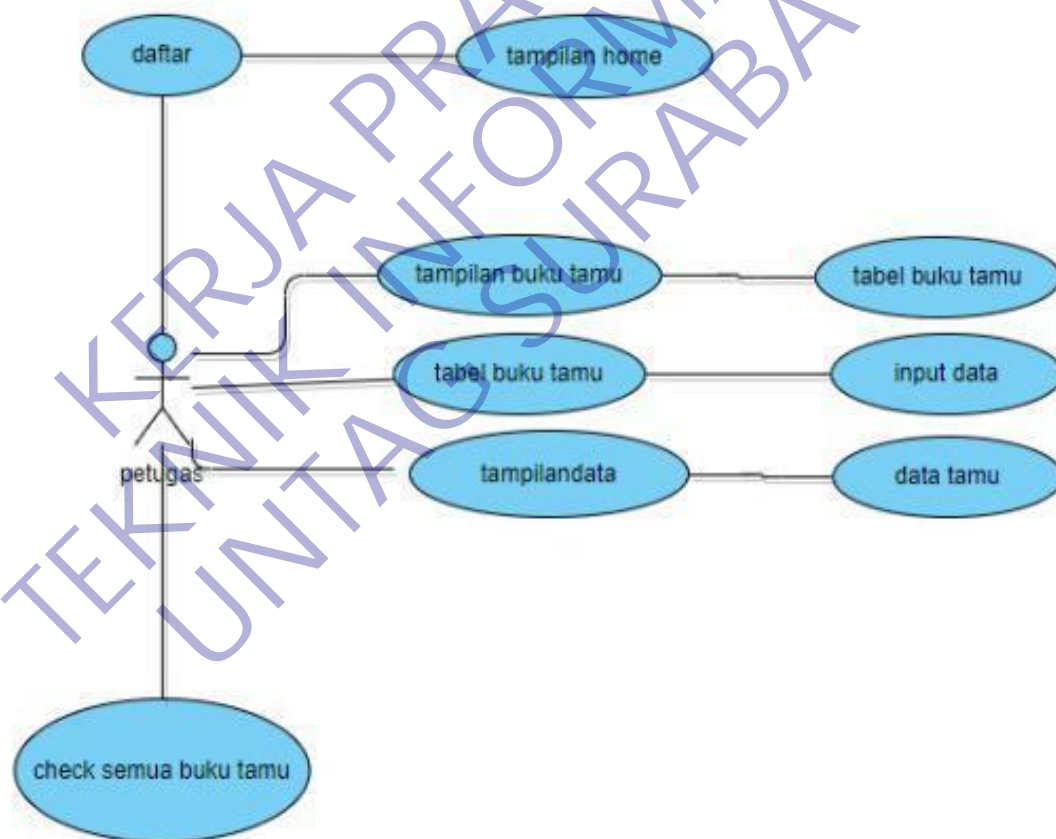 daftar
tampilan home
tampilan buku tamu
tabel buku tamu
tabel buku tamu
input data
petugas
tampilandata
data tamu
check semua buku tamu
KERJA PRA
TEKNIK INFORM
UNTAG SURABA